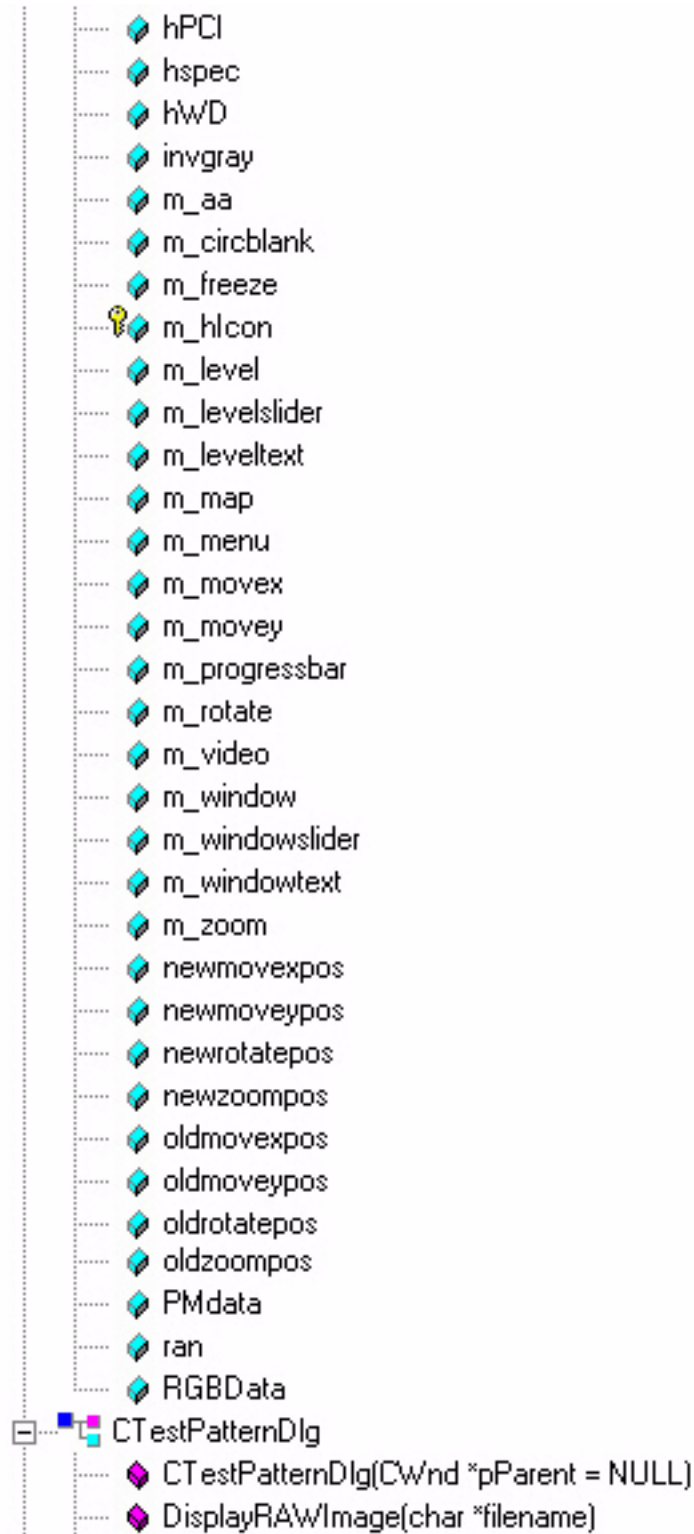 hPCI
hspec
hWD
invgray
m_aa
m_circblank
m_freeze
m_hIcon
m_level
m_levelslider
m_leveltext
m_map
m_menu
m_movex
m_movey
m_progressbar
m_rotate
m_video
m_window
m_windowslider
m_windowtext
m_zoom
newmovexpos
newmoveypos
newrotatepos
newzoompos
oldmovexpos
oldmoveypos
oldrotatepos
oldzoompos
PMdata
ran
RGBData
CTestPatternDlg
CTestPatternDlg(CWnd *pParent = NULL)
DisplayRAWImage(char *filename)